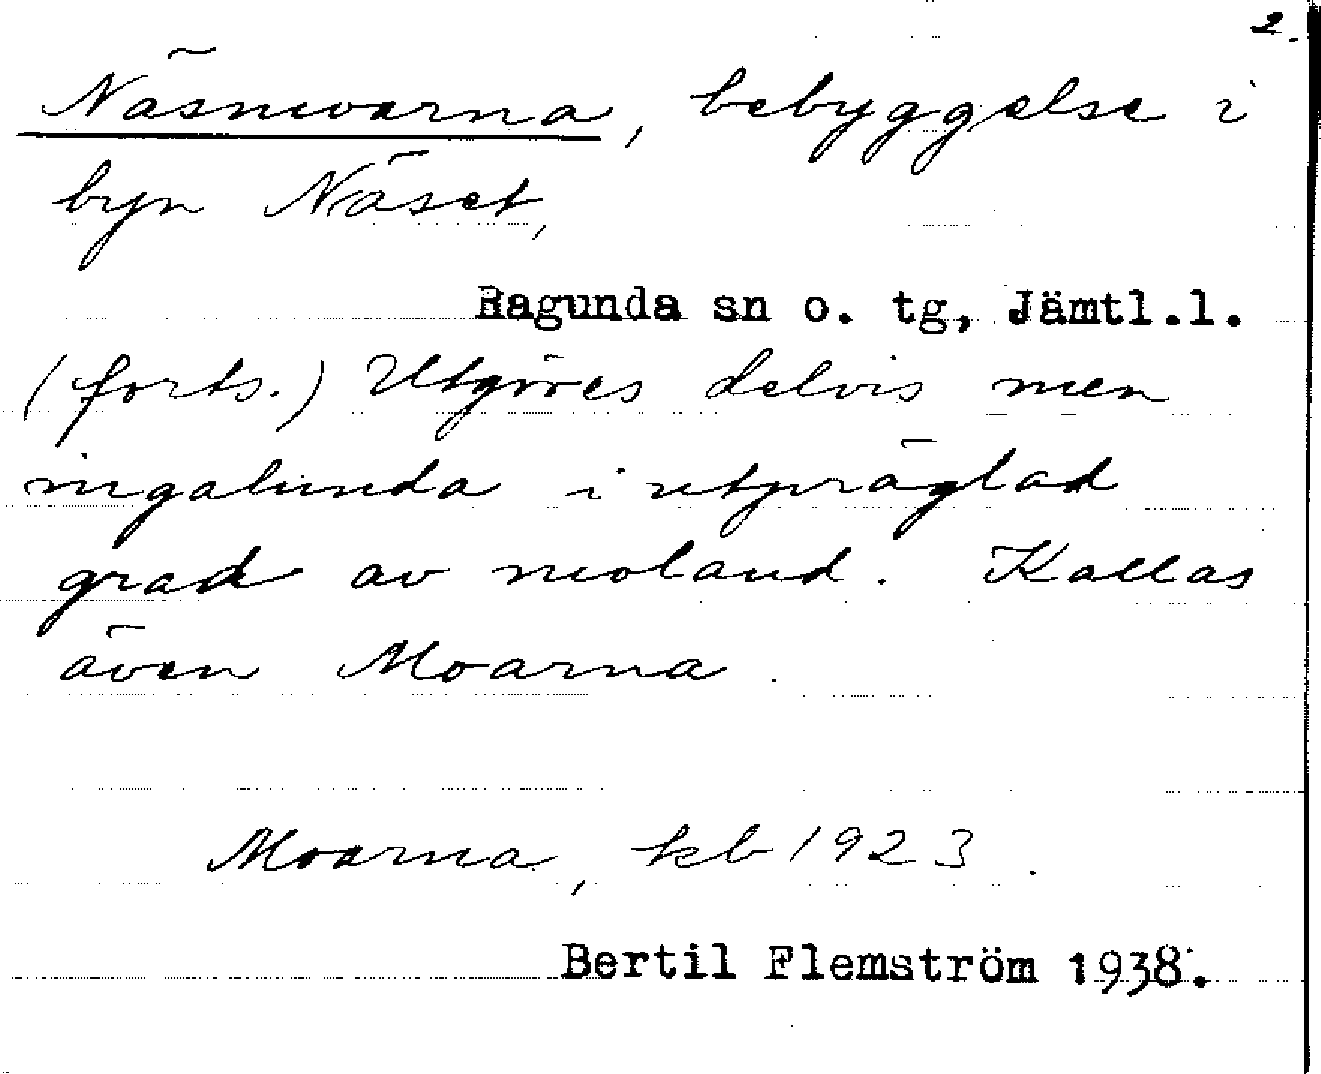 2.
Näsmoarna, bebyggelse i
byn Näset,
Ragunda sn o. tg, Jämtl.l.
(forts.) Utgöres delvis men
ingalunda i utpräglad
grad av moland. Kallas
även Moarna.
Moarna, kb 1923.
Bertil Flemström 1938.